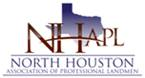 NHAPL
NORTH HOUSTON
ASSOCIATION OF PROFESSIONAL LANDMEN